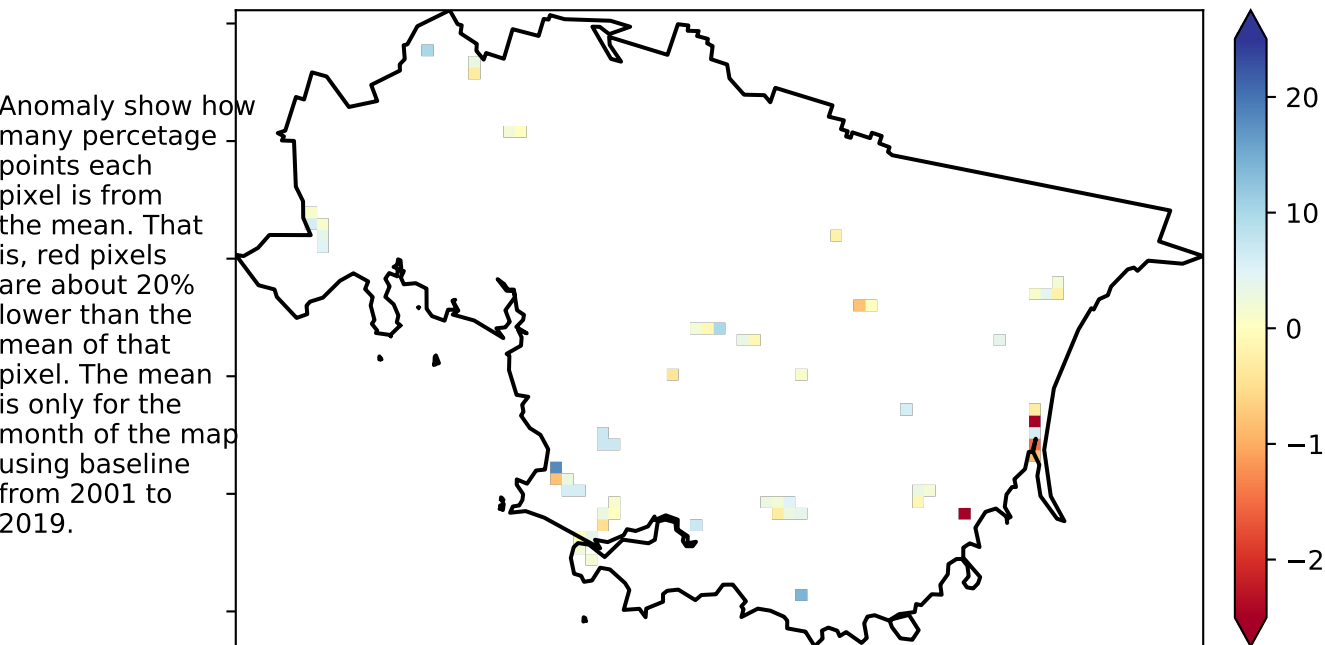 Anomaly show how
many percetage
points each
pixel is from
the mean. That
is, red pixels
are about 20%
lower than the
mean of that
pixel. The mean
is only for the
month of the map
using baseline
from 2001 to
2019.
20
10
0
−1
−2